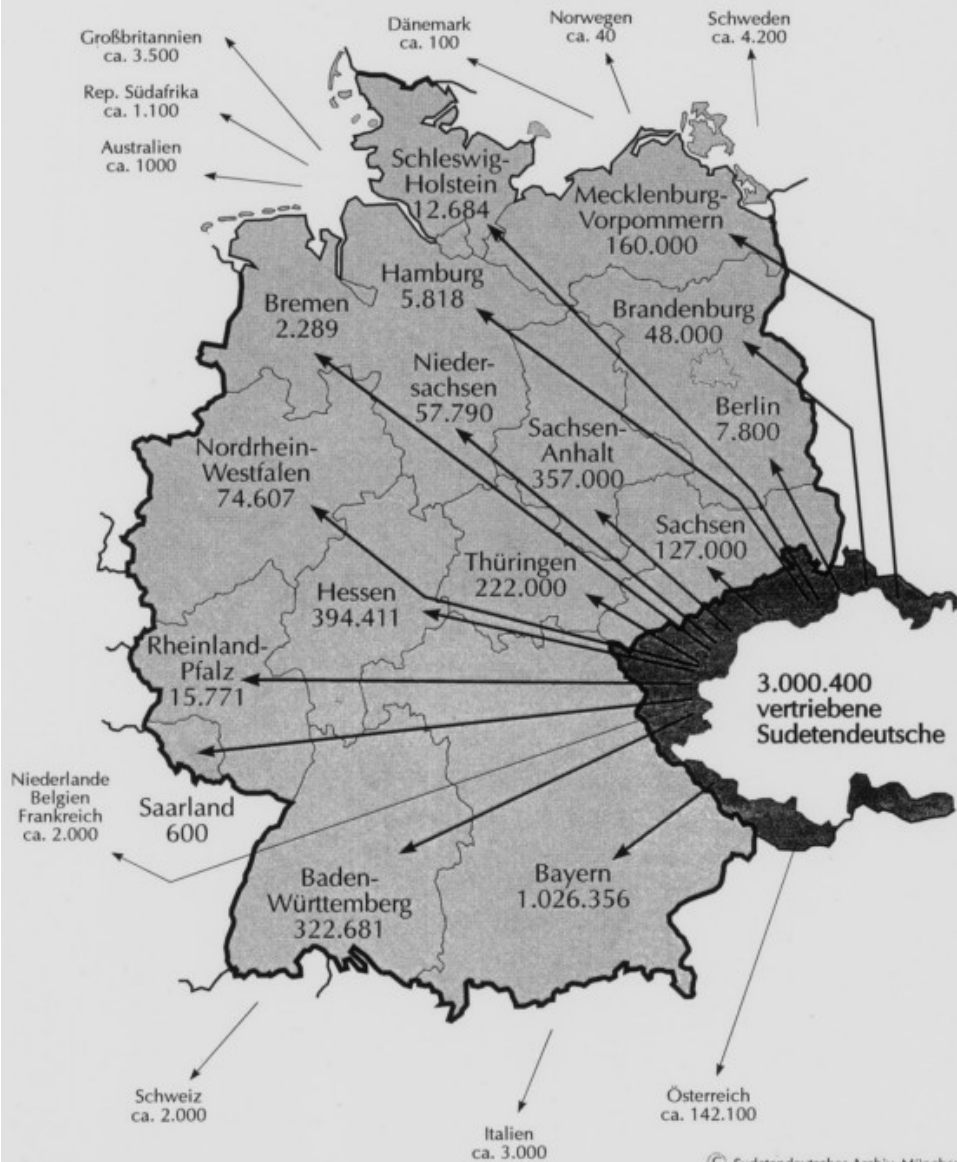 Großbritannien
ca. 3.500
Dänemark
ca. 100
Norwegen
ca. 40
Schweden
ca. 4.200
Rep. Südafrika
ca. 1.100
Australien
ca. 1000
Schleswig-
Holstein
12.684
Mecklenburg-
Vorpommern
160.000
Hamburg
5.818
Bremen
2.289
Brandenburg
48.000
Nieder-
sachsen
57.790
Berlin
7.800
Sachsen-
Anhalt
357.000
Nordrhein-
Westfalen
74.607
Sachsen
127.000
Thüringen
222.000
Hessen
394.411
Rheinland-
Pfalz
15.771
3.000.400
vertriebene
Sudetendeutsche
Niederlande
Belgien
Frankreich
ca. 2.000
Saarland
600
Baden-
Württemberg
322.681
Bayern
1.026.356
Schweiz
ca. 2.000
Italien
ca. 3.000
Österreich
ca. 142.100
© Sudetendeutsches Archiv, München